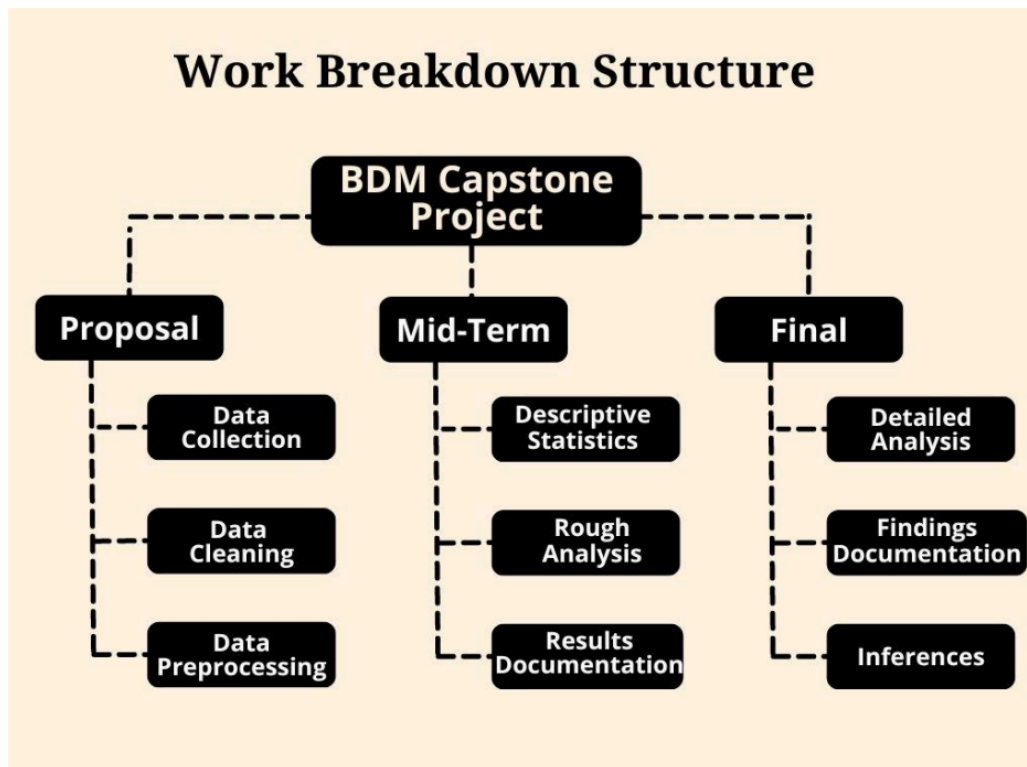 Work Breakdown Structure
BDM Capstone
Project
Proposal
Data
Collection
Data
Cleaning
Data
Preprocessing
Mid-Term
Descriptive
Statistics
Rough
Analysis
Results
Documentation
Final
Detailed
Analysis
Findings
Documentation
Inferences